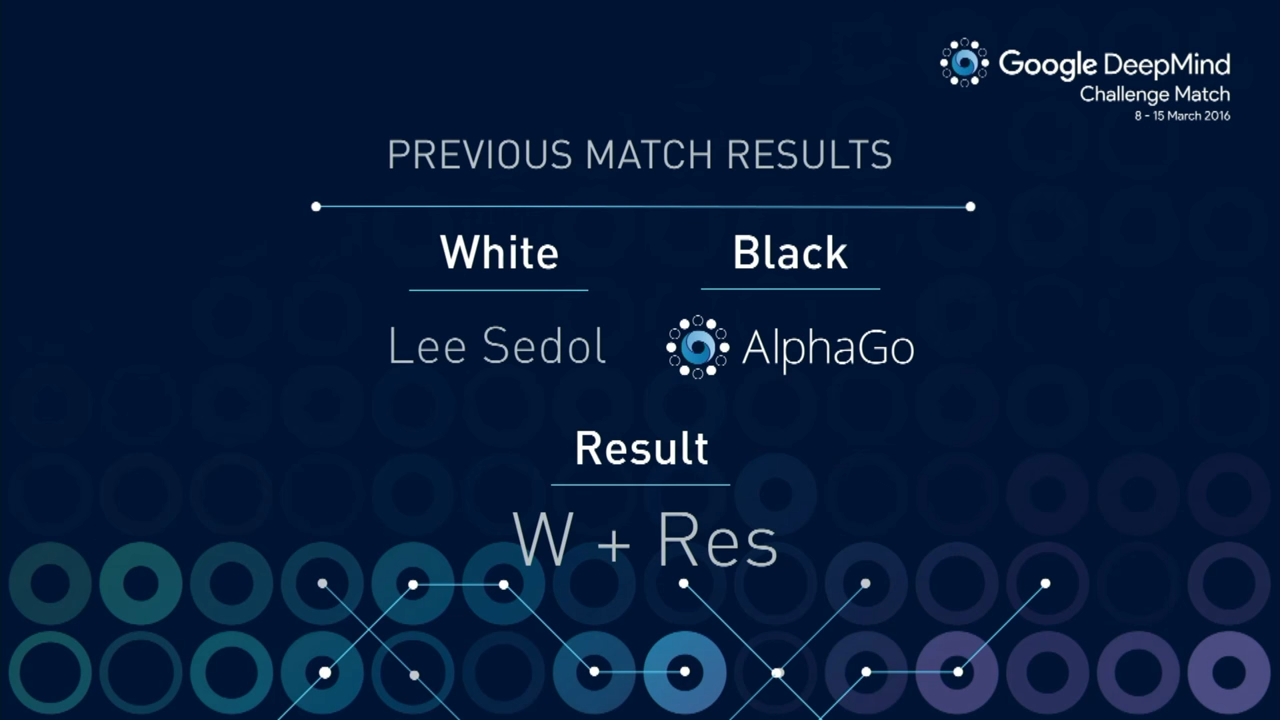 Google DeepMind
Challenge Match
8 - 15 March 2016
PREVIOUS MATCH RESULTS
White Black
Lee Sedol AlphaGo
Result
W + Res